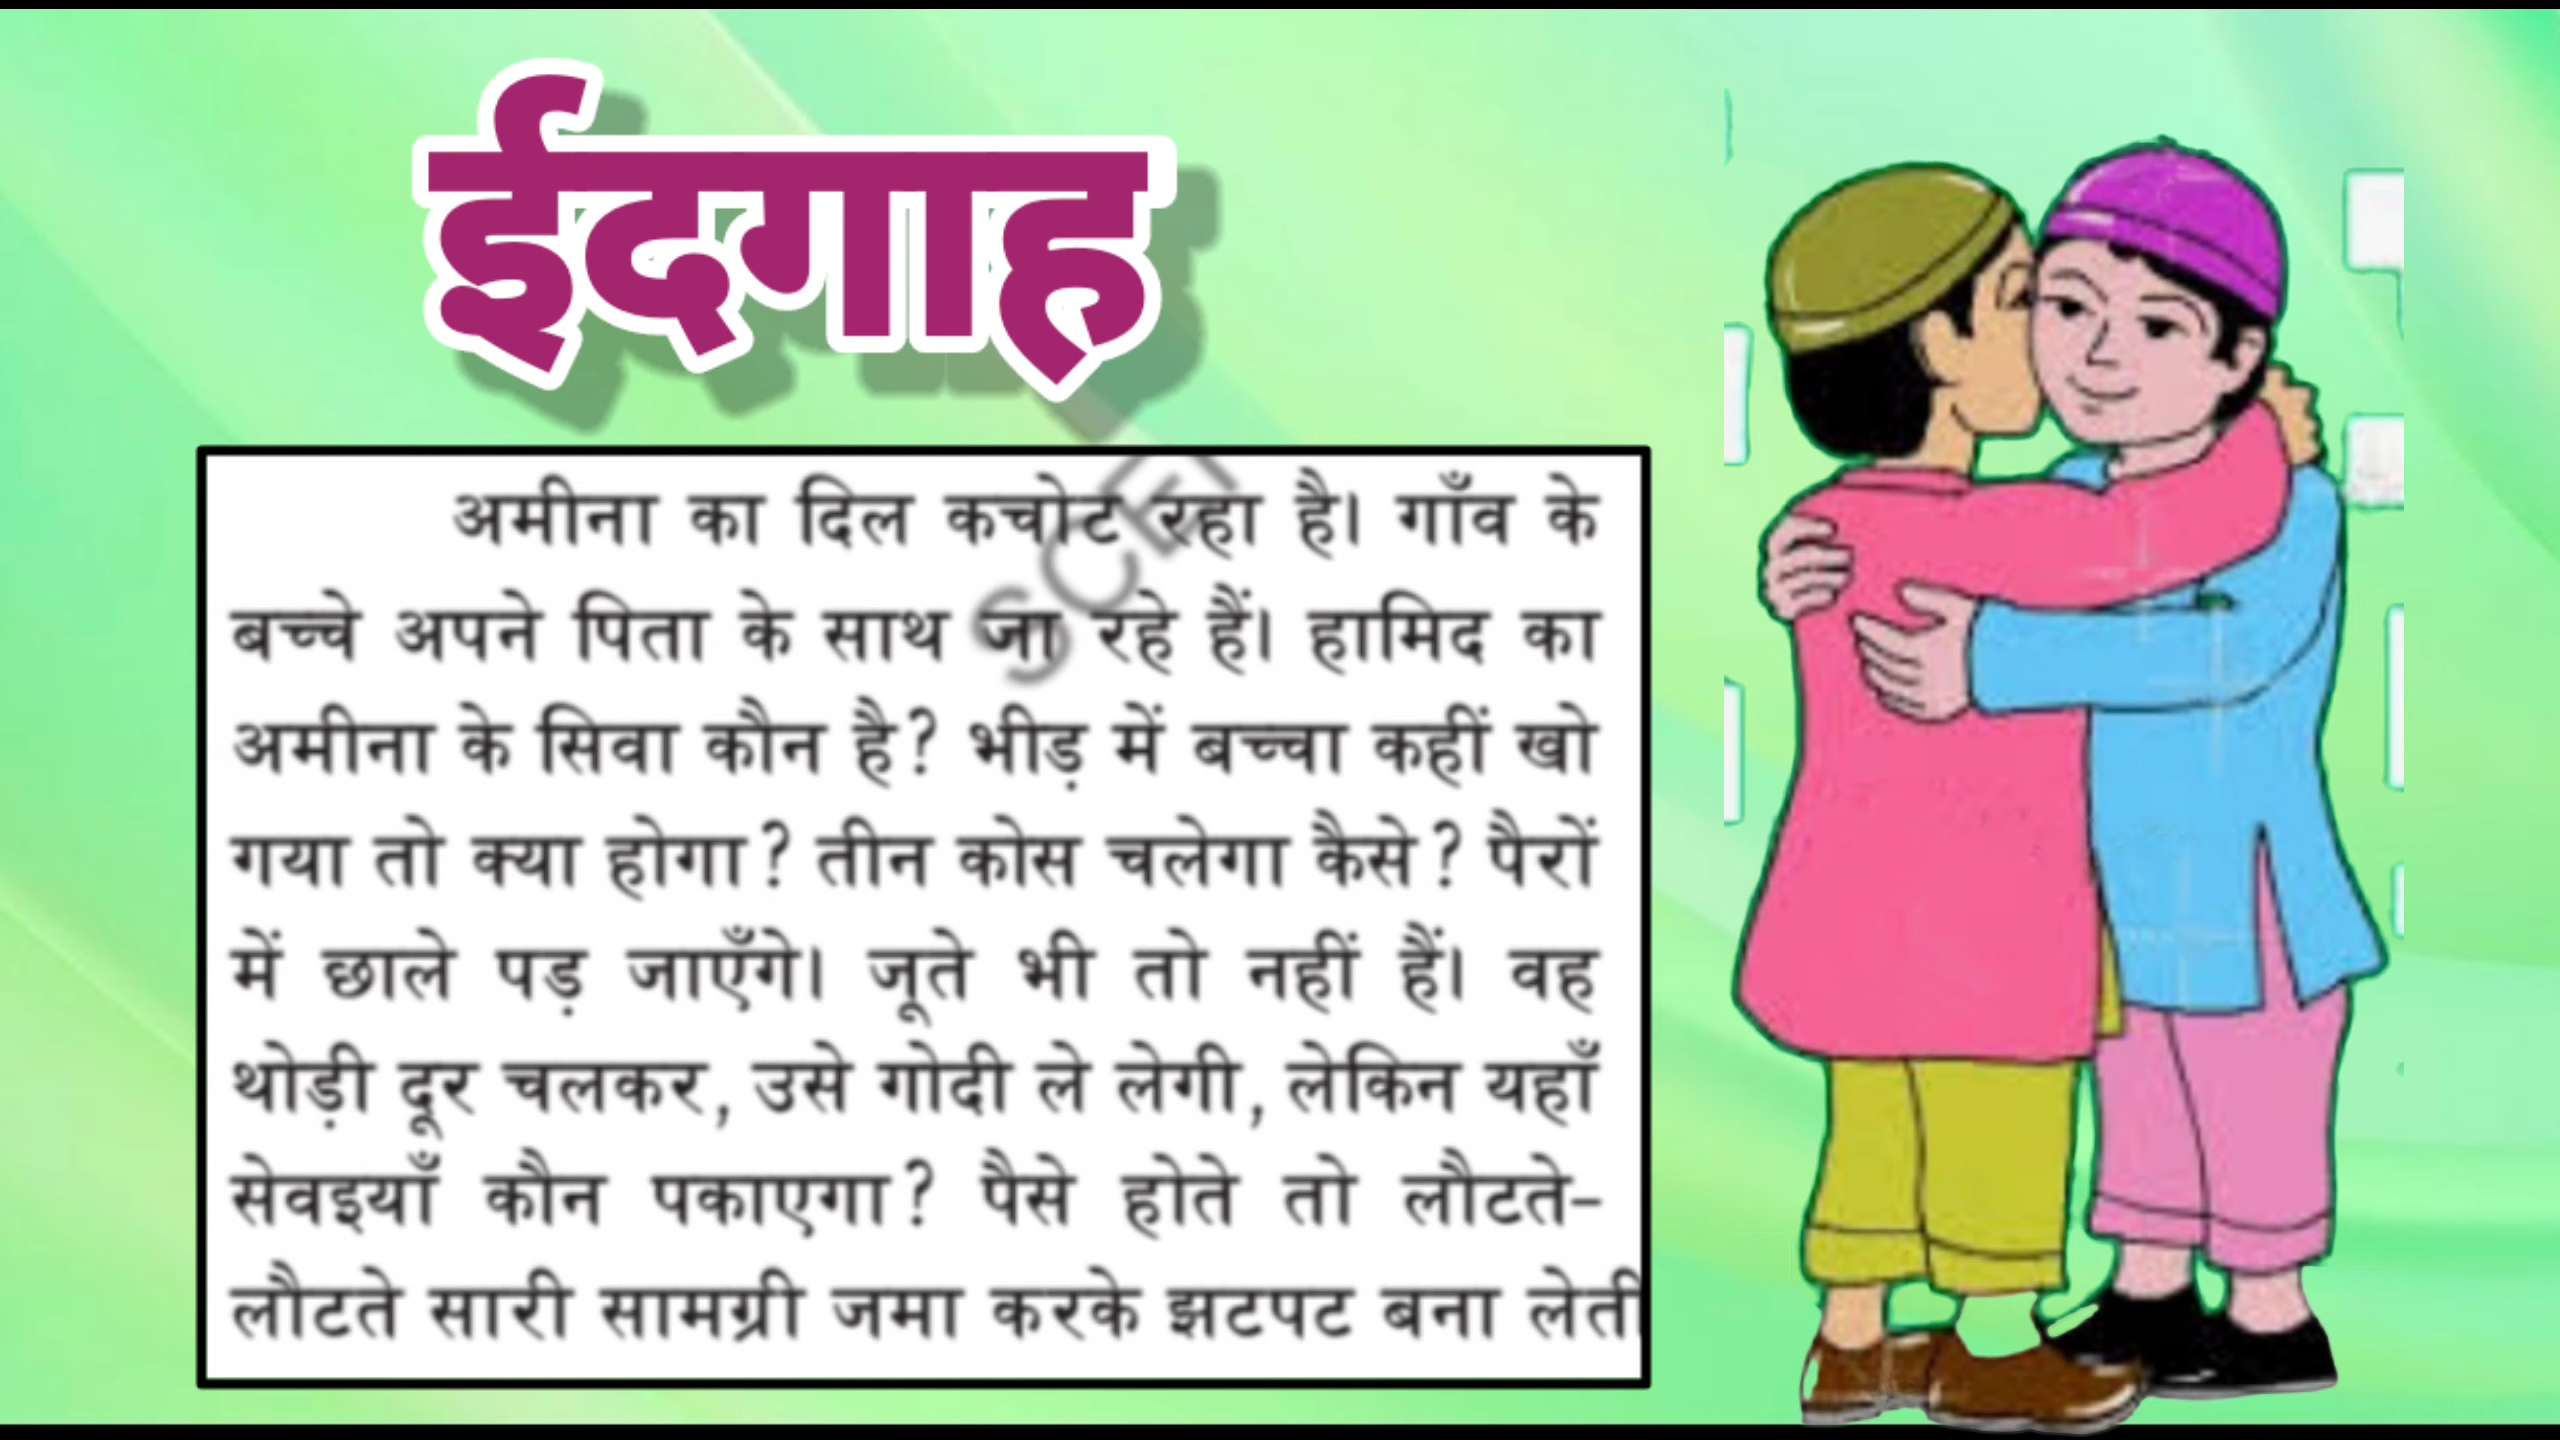 ईदगाह
अमीना का दिल कचोट रहा है। गाँव के
बच्चे अपने पिता के साथ जा रहे हैं। हामिद का
अमीना के सिवा कौन है? भीड़ में बच्चा कहीं खो
गया तो क्या होगा? तीन कोस चलेगा कैसे? पैरों
में छाले पड़ जाएँगे। जूते भी तो नहीं हैं। वह
थोड़ी दूर चलकर, उसे गोदी ले लेगी, लेकिन यहाँ
सेवइयाँ कौन पकाएगा? पैसे होते तो लौटते-
लौटते सारी सामग्री जमा करके झटपट बना लेती